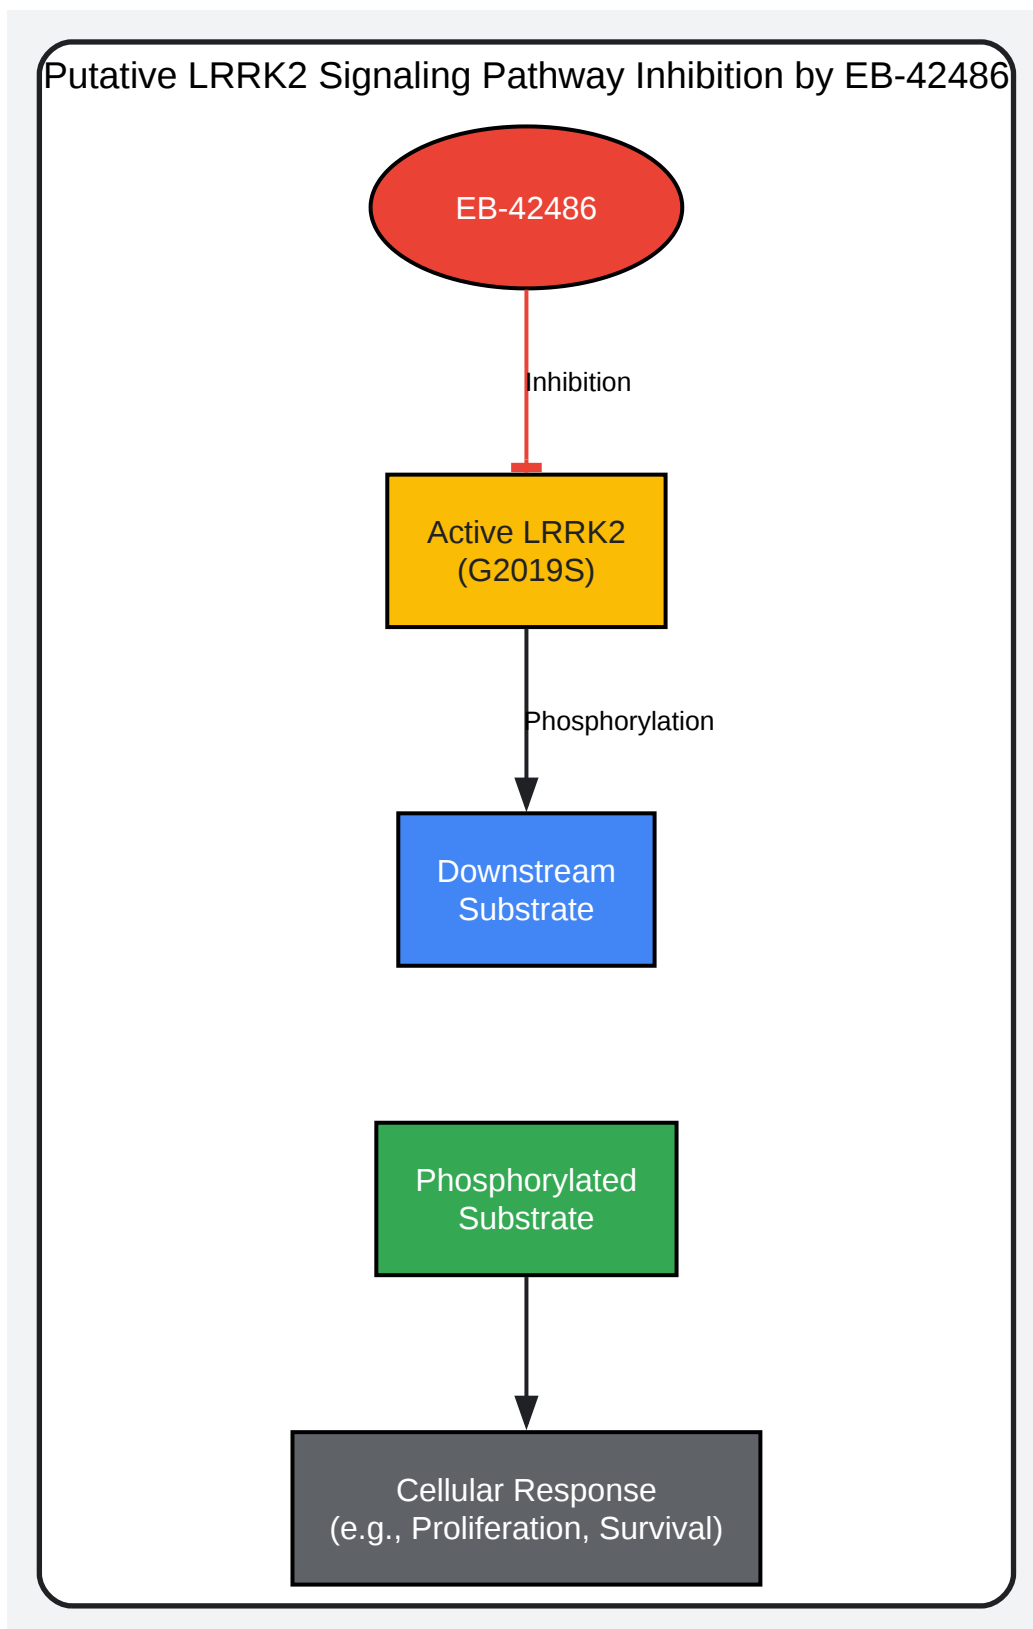 Putative LRRK2 Signaling Pathway Inhibition by EB-42486
EB-42486
Inhibition
Active LRRK2
(G2019S)
Phosphorylation
Downstream
Substrate
Phosphorylated
Substrate
Cellular Response
(e.g., Proliferation, Survival)